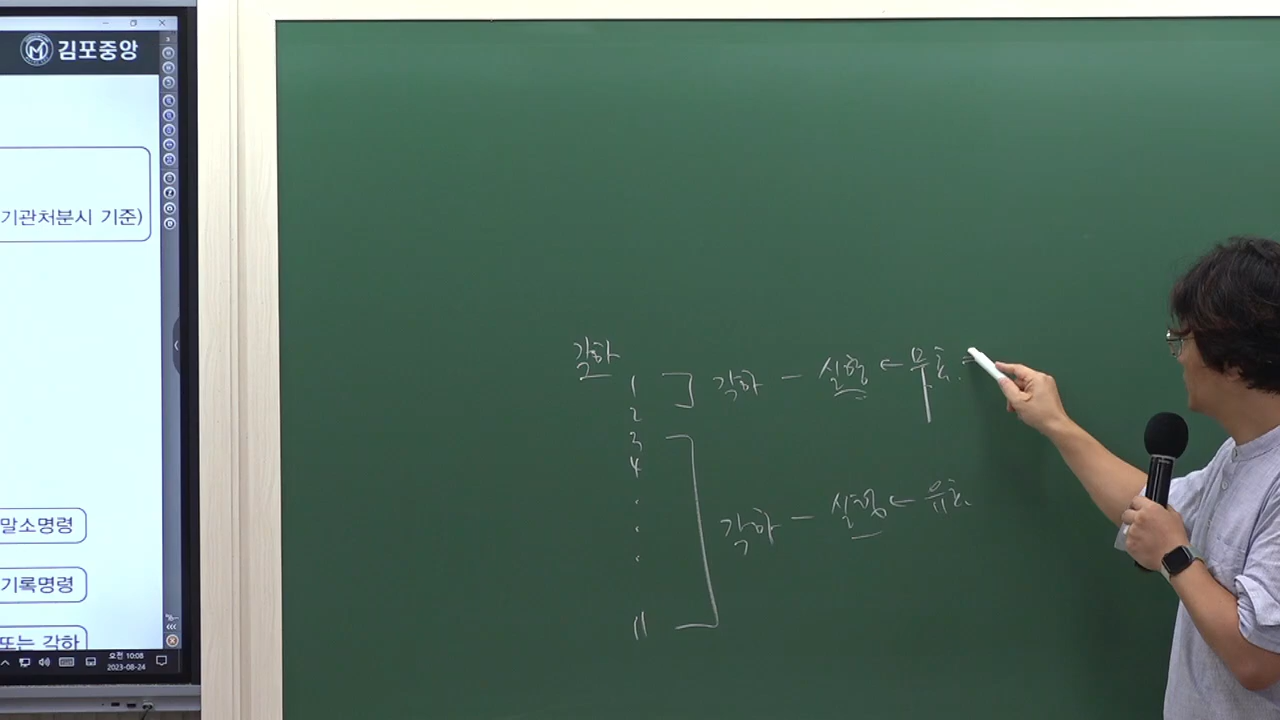 김포중앙
기관처분시 기준)
말소명령
기록명령
또는 각하
오전 10:08
2023-08-24
각하
1
2
각하 - 실행 ← 무효.
3
4
각하 - 실행 ← 유효.
11